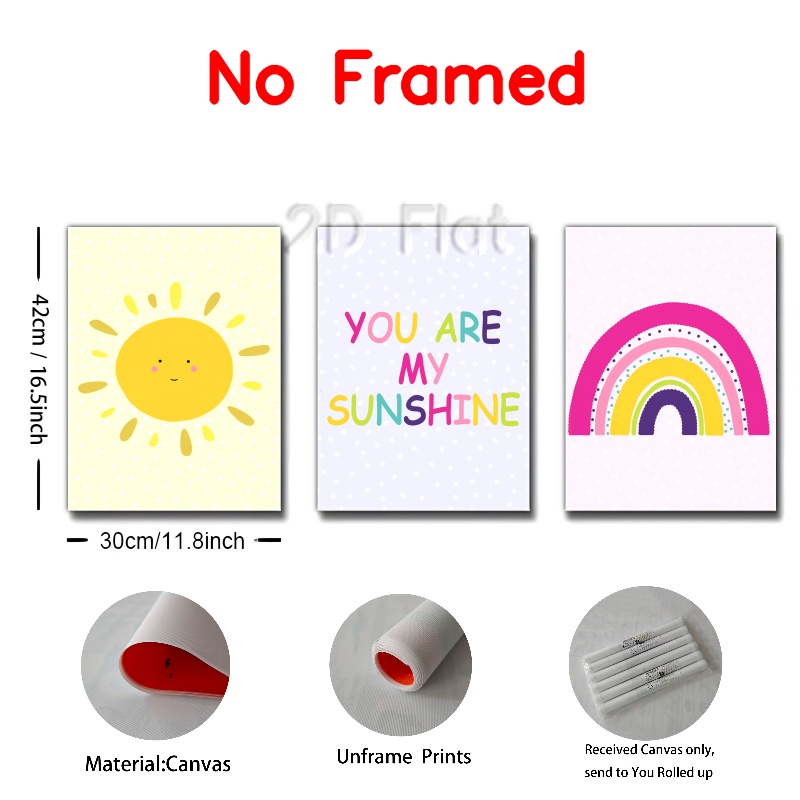 No Framed
2D Flat
42cm / 16.5inch
YOU ARE
MY
SUNSHINE
30cm/11.8inch
Material:Canvas
Unframe Prints
Received Canvas only,
send to You Rolled up